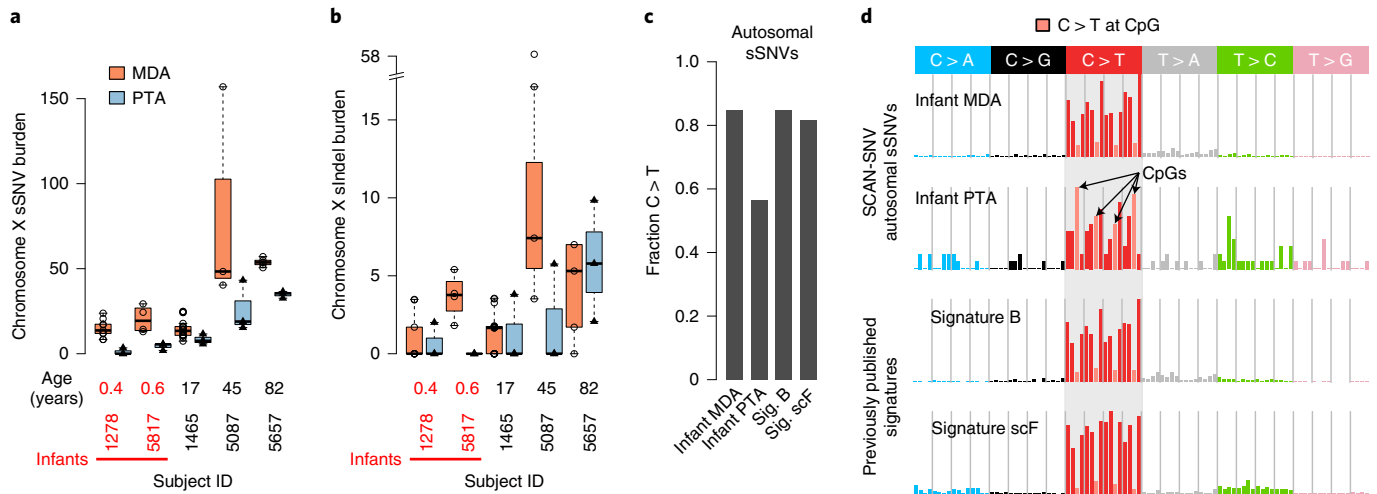 a
Chromosome X sSNV burden
150
100
50
0
MDA
PTA
Age
(years)
0.4
0.6
17
45
82
1278
5817
1465
5087
5657
Infants
Subject ID
b
Chromosome X sIndel burden
58
10
5
0
0.4
0.6
17
45
82
1278
5817
1465
5087
5657
Infants
Subject ID
c
Autosomal
sSNVs
Fraction C > T
1.0
0.8
0.6
0.4
0.2
0
Infant MDA
Infant PTA
Sig. B
Sig. scF
d
C > T at CpG
C > A
C > G
C > T
T > A
T > C
T > G
SCAN-SNV
autosomal sSNVs
Infant MDA
CpGs
Infant PTA
Previously published
signatures
Signature B
Signature scF